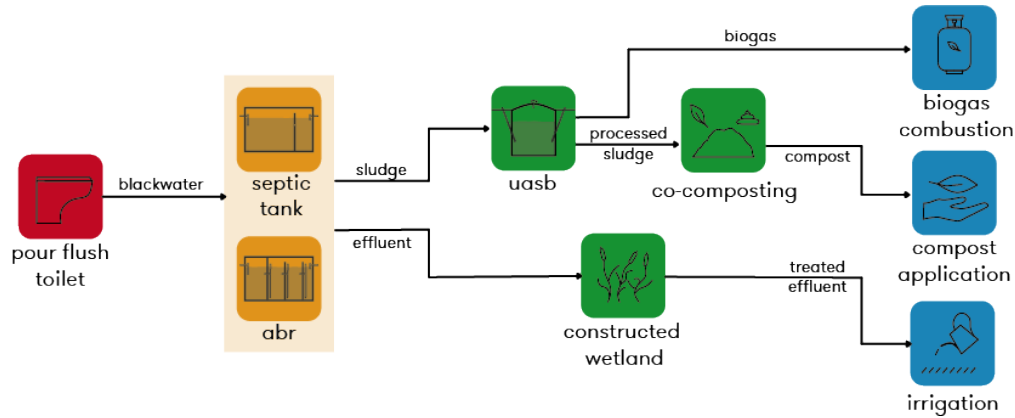 pour flush
toilet
blackwater
septic
tank
abr
sludge
effluent
uasb
biogas
processed
sludge
co-composting
compost
constructed
wetland
treated
effluent
biogas
combustion
compost
application
irrigation